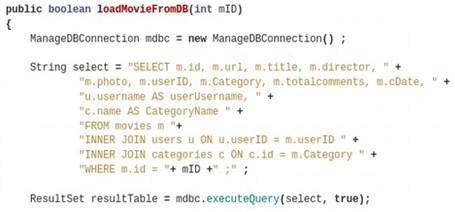 public boolean loadMovieFromDB(int mID)
{
ManageDBConnection mdbc = new ManageDBConnection() ;
String select = "SELECT m.id, m.url, m.title, m.director, " +
"m.photo, m.userID, m.Category, m.totalcomments, m.cDate, " +
"u.username AS userUsername, " +
"c.name AS CategoryName " +
"FROM movies m "+
"INNER JOIN users u ON u.userID = m.userID " +
"INNER JOIN categories c ON c.id = m.Category " +
"WHERE m.id = "+ mID +" ;" ;
ResultSet resultTable = mdbc.executeQuery(select, true);